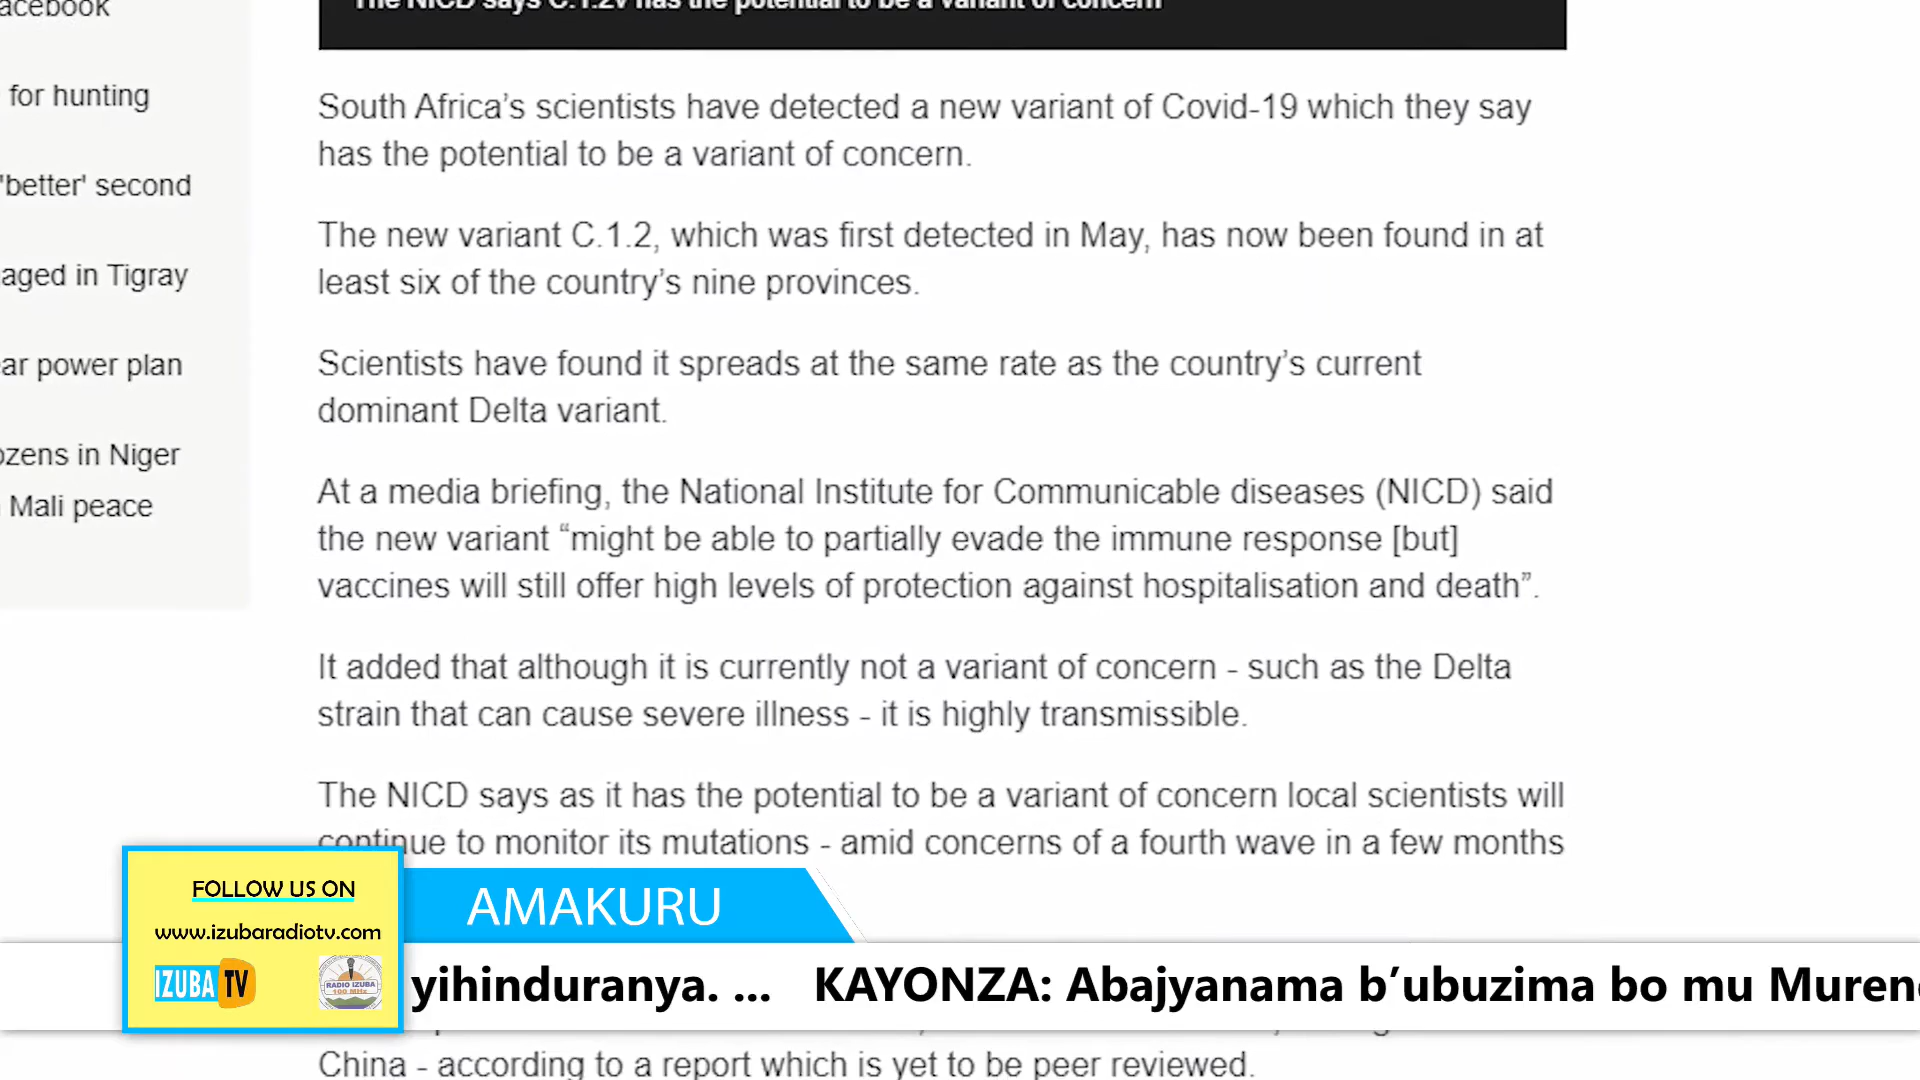 acebook
for hunting
'better' second
aged in Tigray
ar power plan
ozens in Niger
Mali peace
The NICD says C.1.2v has the potential to be a variant of concern
South Africa’s scientists have detected a new variant of Covid-19 which they say
has the potential to be a variant of concern.
The new variant C.1.2, which was first detected in May, has now been found in at
least six of the country’s nine provinces.
Scientists have found it spreads at the same rate as the country’s current
dominant Delta variant.
At a media briefing, the National Institute for Communicable diseases (NICD) said
the new variant “might be able to partially evade the immune response [but]
vaccines will still offer high levels of protection against hospitalisation and death”.
It added that although it is currently not a variant of concern - such as the Delta
strain that can cause severe illness - it is highly transmissible.
The NICD says as it has the potential to be a variant of concern local scientists will
continue to monitor its mutations - amid concerns of a fourth wave in a few months
FOLLOW US ON
www.izubaradiotv.com
IZUBA TV
RADIO IZUBA
100 MHz
AMAKURU
yihinduranya. ... KAYONZA: Abajyanama b’ubuzima bo mu Muren
China - according to a report which is yet to be peer reviewed.